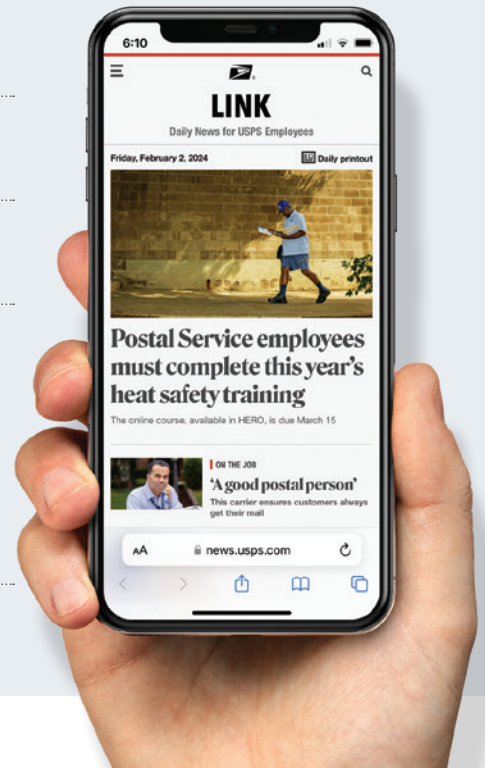 6:10
LINK
Daily News for USPS Employees
Friday, February 2, 2024
Daily printout
Postal Service employees
must complete this year's
heat safety training
The online course, available in HERO, is due March 15
ON THE JOB
‘A good postal person’
This carrier ensures customers always
get their mail
AA
news.usps.com